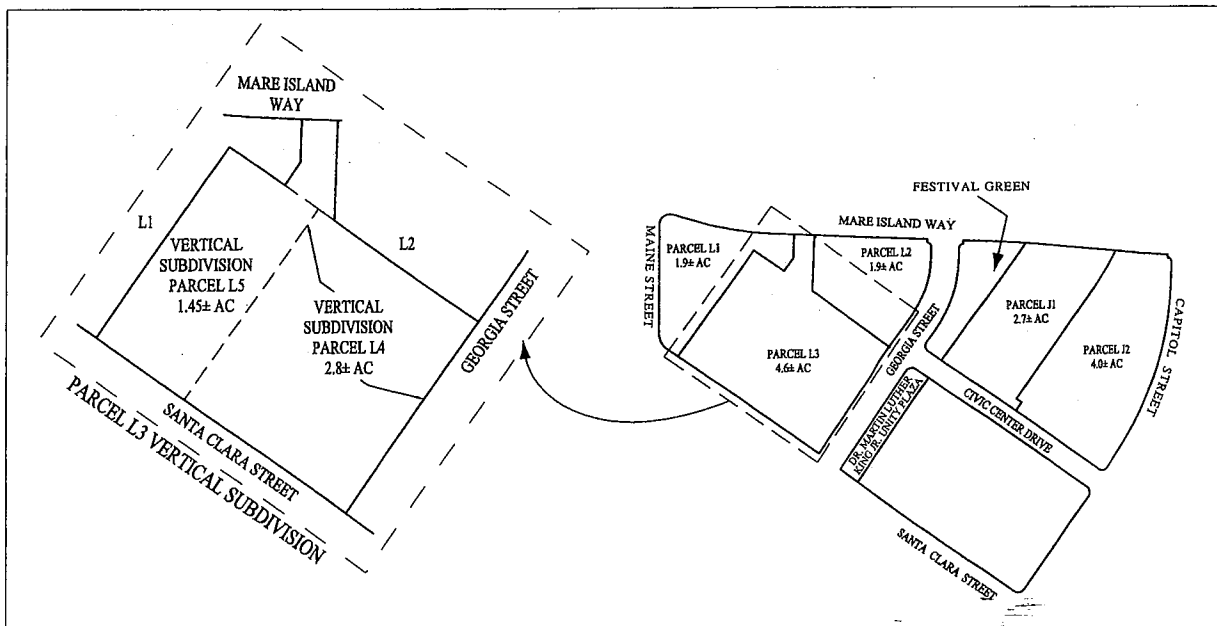 MARE ISLAND
WAY
L1
VERTICAL
SUBDIVISION
PARCEL L5
1.45± AC
L2
VERTICAL
SUBDIVISION
PARCEL L4
2.8± AC
GEORGIA STREET
SANTA CLARA STREET
PARCEL L3 VERTICAL SUBDIVISION
FESTIVAL GREEN
MARE ISLAND WAY
MAINE STREET
PARCEL L1
1.9± AC
PARCEL L2
1.9± AC
PARCEL L3
4.6± AC
GEORGIA STREET
PARCEL J1
2.7± AC
PARCEL J2
4.0± AC
CAPITOL STREET
CIVIC CENTER DRIVE
DR. MARTIN LUTHER
KING JR. UNITY PLAZA
SANTA CLARA STREET